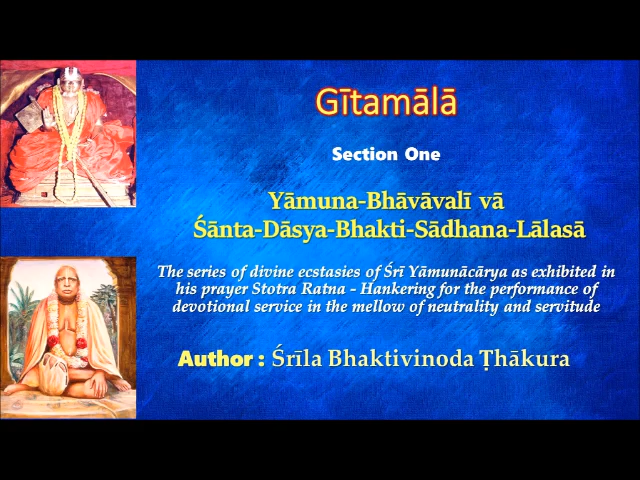 Gītamālā
Section One
Yāmuna-Bhāvāvalī vā
Śānta-Dāsya-Bhakti-Sādhana-Lālasā
The series of divine ecstasies of Śrī Yāmunācārya as exhibited in
his prayer Stotra Ratna - Hankering for the performance of
devotional service in the mellow of neutrality and servitude
Author : Śrīla Bhaktivinoda Ṭhākura